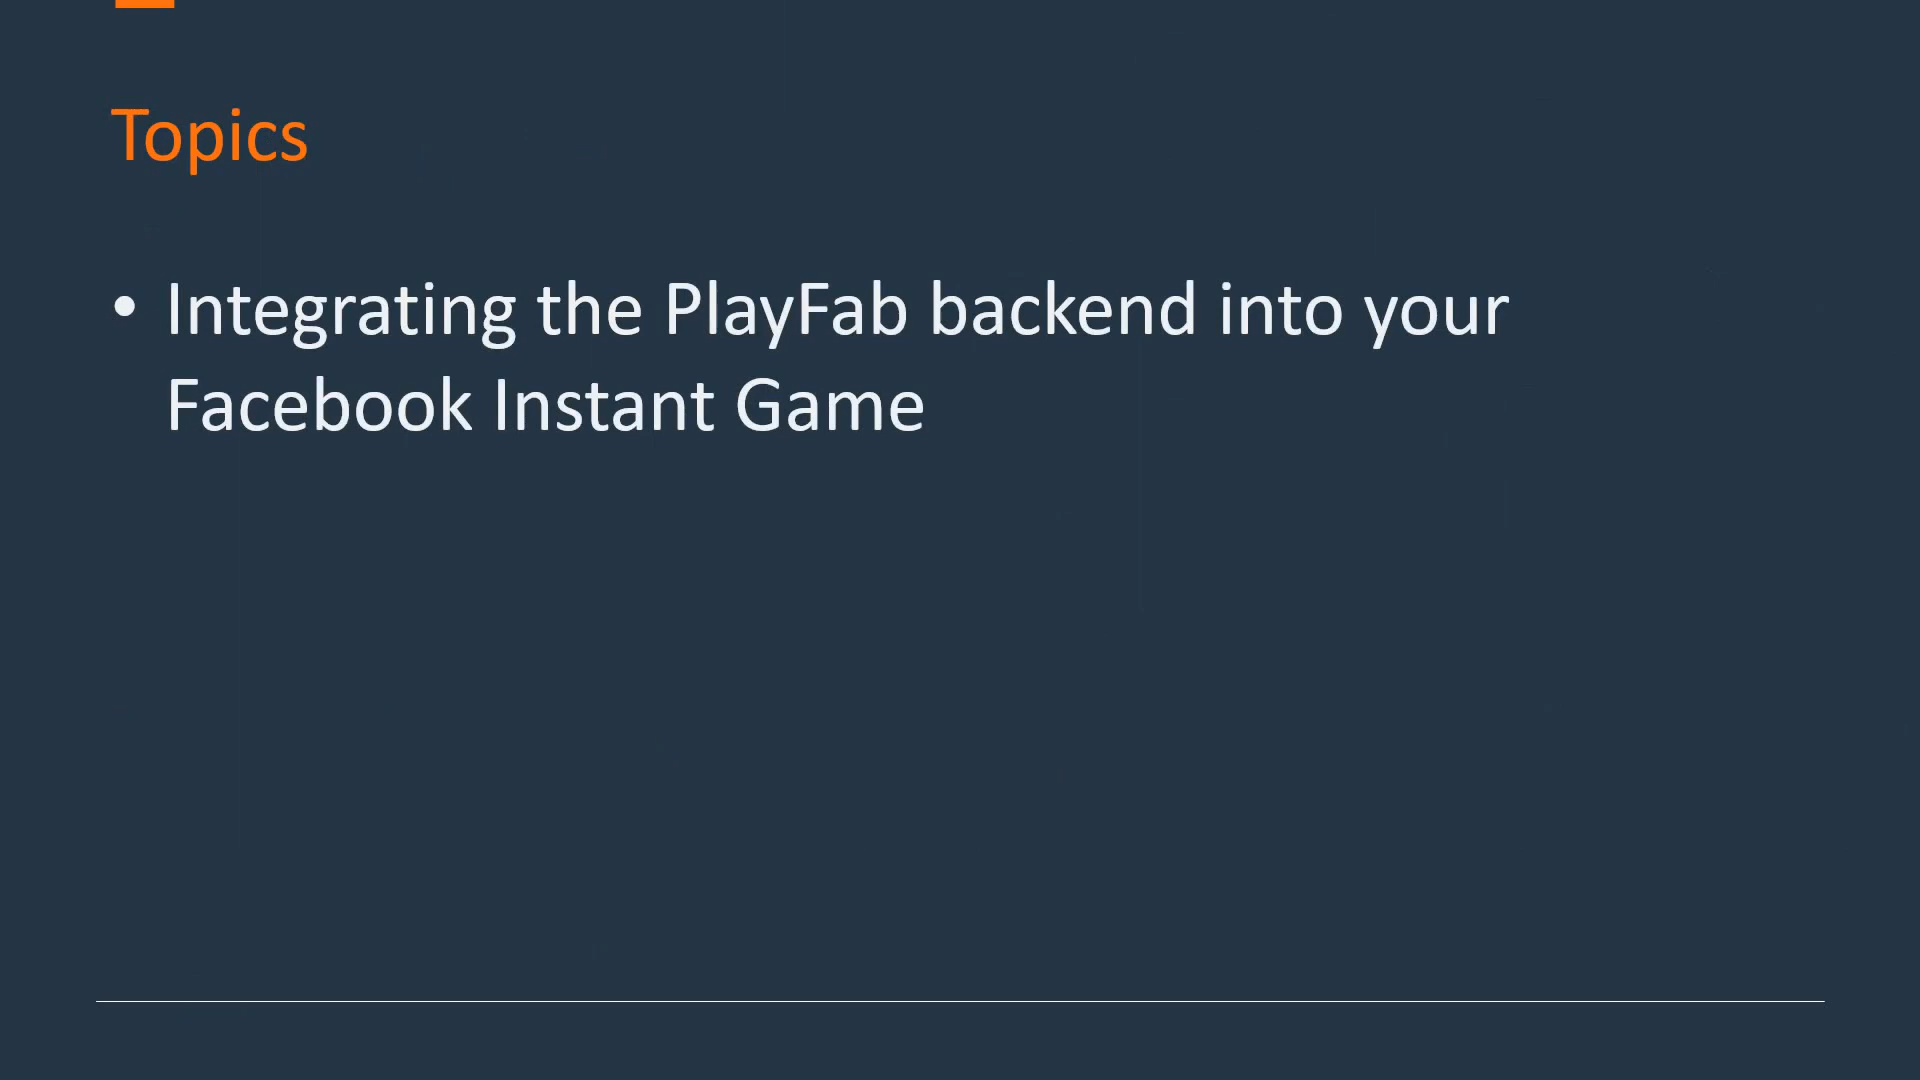 Topics
• Integrating the PlayFab backend into your
Facebook Instant Game